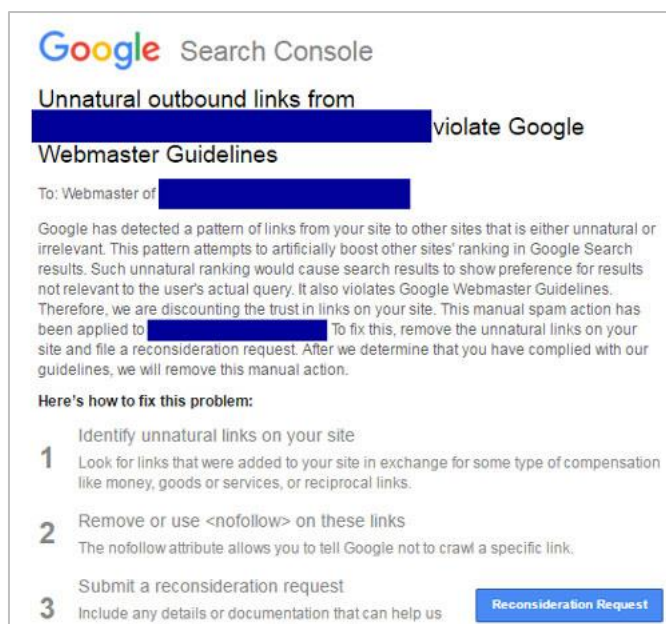 Google Search Console
Unnatural outbound links from
violate Google
Webmaster Guidelines
To: Webmaster of
Google has detected a pattern of links from your site to other sites that is either unnatural or
irrelevant. This pattern attempts to artificially boost other sites' ranking in Google Search
results. Such unnatural ranking would cause search results to show preference for results
not relevant to the user's actual query. It also violates Google Webmaster Guidelines.
Therefore, we are discounting the trust in links on your site. This manual spam action has
been applied to To fix this, remove the unnatural links on your
site and file a reconsideration request. After we determine that you have complied with our
guidelines, we will remove this manual action.
Here's how to fix this problem:
1
Identify unnatural links on your site
Look for links that were added to your site in exchange for some type of compensation
like money, goods or services, or reciprocal links.
2
Remove or use <nofollow> on these links
The nofollow attribute allows you to tell Google not to crawl a specific link.
3
Submit a reconsideration request
Include any details or documentation that can help us
Reconsideration Request